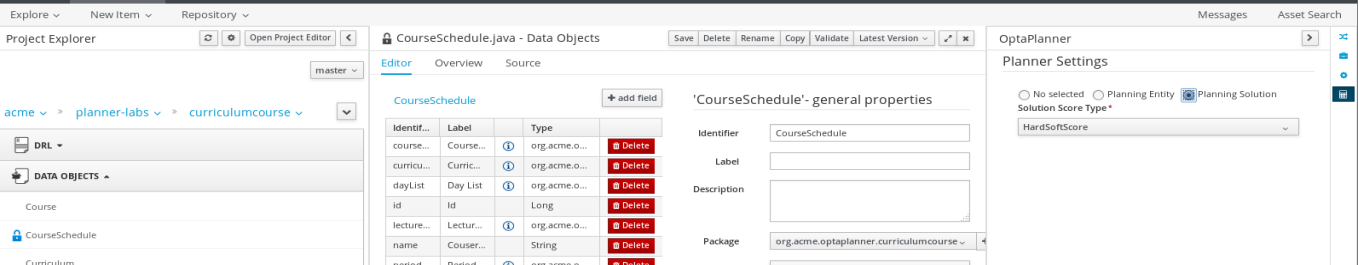 Explore New Item Repository Messages Asset Search
Project Explorer
Open Project Editor
master
acme > planner-labs > curriculumcourse
DRL
DATA OBJECTS
Course
CourseSchedule
Curriculum
CourseSchedule.java - Data Objects
Save Delete Rename Copy Validate Latest Version
Editor Overview Source
CourseSchedule
+ add field
Identif... Label Type
course... Course... org.acme.o... Delete
curricu... Curric... org.acme.o... Delete
dayList Day List org.acme.o... Delete
id Id Long Delete
lecture... Lectur... org.acme.o... Delete
name Couser... String Delete
period Period org.acme.o Delete
'CourseSchedule'- general properties
Identifier CourseSchedule
Label
Description
Package org.acme.optaplanner.curriculumcourse
OptaPlanner
Planner Settings
No selected Planning Entity Planning Solution
Solution Score Type*
HardSoftScore